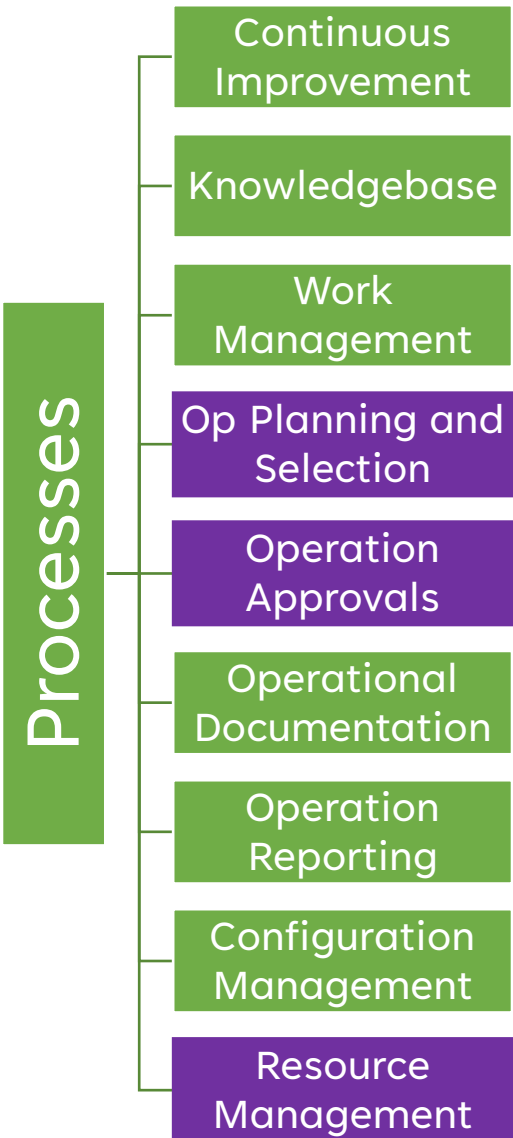 Processes
Continuous
Improvement
Knowledgebase
Work
Management
Op Planning and
Selection
Operation
Approvals
Operational
Documentation
Operation
Reporting
Configuration
Management
Resource
Management